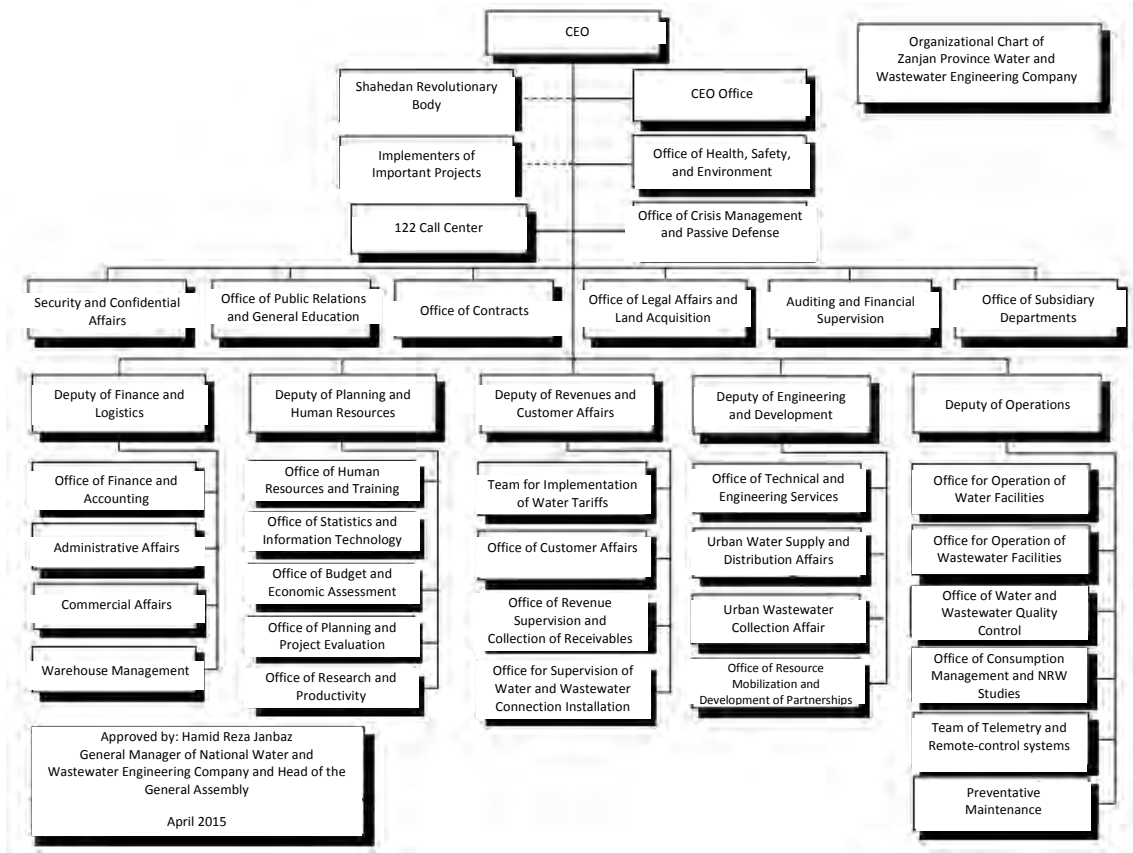 CEO
Organizational Chart of
Zanjan Province Water and
Wastewater Engineering Company
Shahedan Revolutionary
Body
CEO Office
Implementers of
Important Projects
Office of Health, Safety,
and Environment
122 Call Center
Office of Crisis Management
and Passive Defense
Security and Confidential
Affairs
Office of Public Relations
and General Education
Office of Contracts
Office of Legal Affairs and
Land Acquisition
Auditing and Financial
Supervision
Office of Subsidiary
Departments
Deputy of Finance and
Logistics
Deputy of Planning and
Human Resources
Deputy of Revenues and
Customer Affairs
Deputy of Engineering
and Development
Deputy of Operations
Office of Finance and
Accounting
Administrative Affairs
Commercial Affairs
Warehouse Management
Office of Human
Resources and Training
Office of Statistics and
Information Technology
Office of Budget and
Economic Assessment
Office of Planning and
Project Evaluation
Office of Research and
Productivity
Team for Implementation
of Water Tariffs
Office of Customer Affairs
Office of Revenue
Supervision and
Collection of Receivables
Office for Supervision of
Water and Wastewater
Connection Installation
Office of Technical and
Engineering Services
Urban Water Supply and
Distribution Affairs
Urban Wastewater
Collection Affair
Office of Resource
Mobilization and
Development of Partnerships
Office for Operation of
Water Facilities
Office for Operation of
Wastewater Facilities
Office of Water and
Wastewater Quality
Control
Office of Consumption
Management and NRW
Studies
Team of Telemetry and
Remote-control systems
Preventative
Maintenance
Approved by: Hamid Reza Janbaz
General Manager of National Water and
Wastewater Engineering Company and Head of the
General Assembly
April 2015